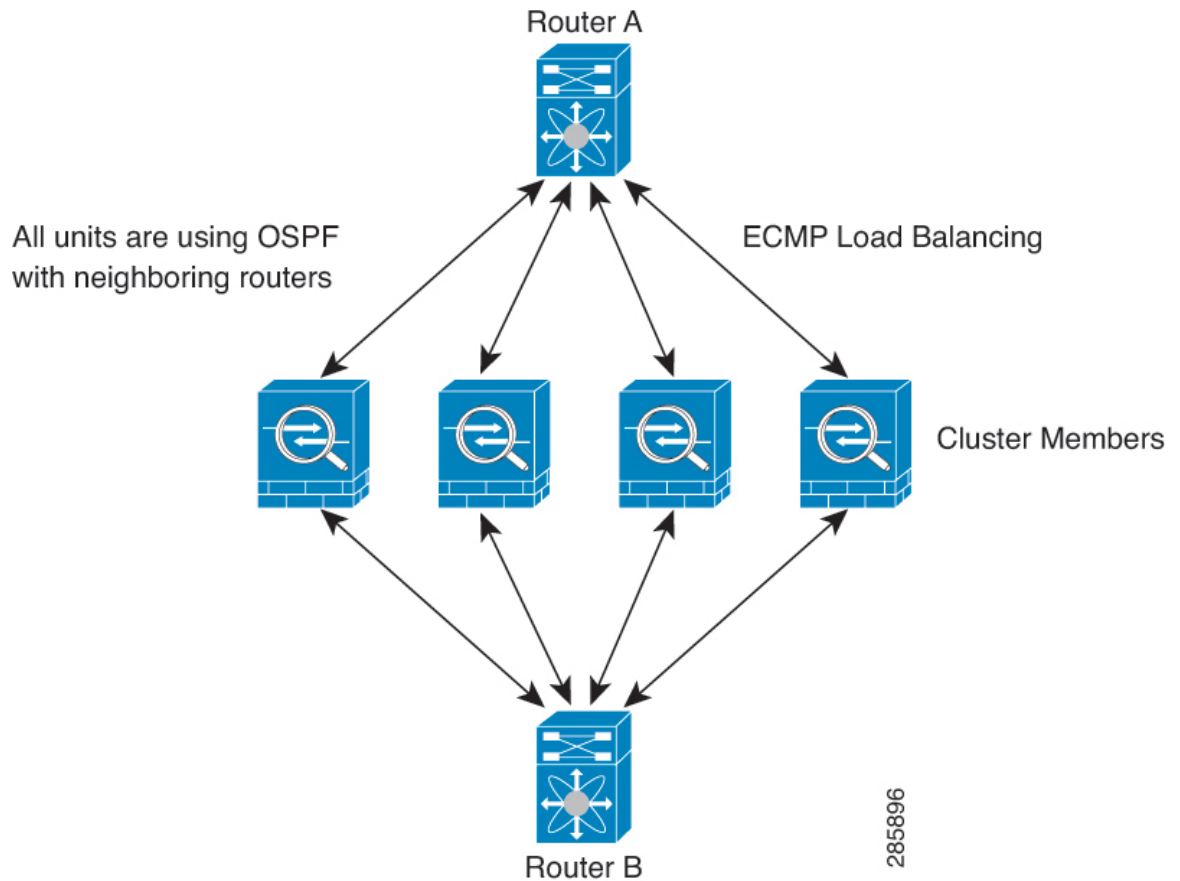 Router A
All units are using OSPF
with neighboring routers
ECMP Load Balancing
Cluster Members
Router B
285896